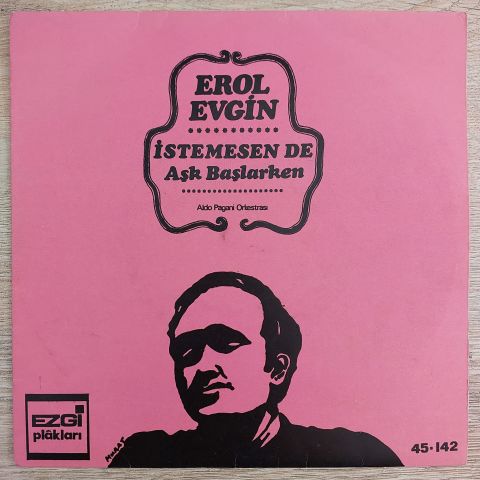 EROL
EVGİN
İSTEMESEN DE
Aşk Başlarken
Aldo Pagani Orkestrası
EZGİ
plâkları
45·142